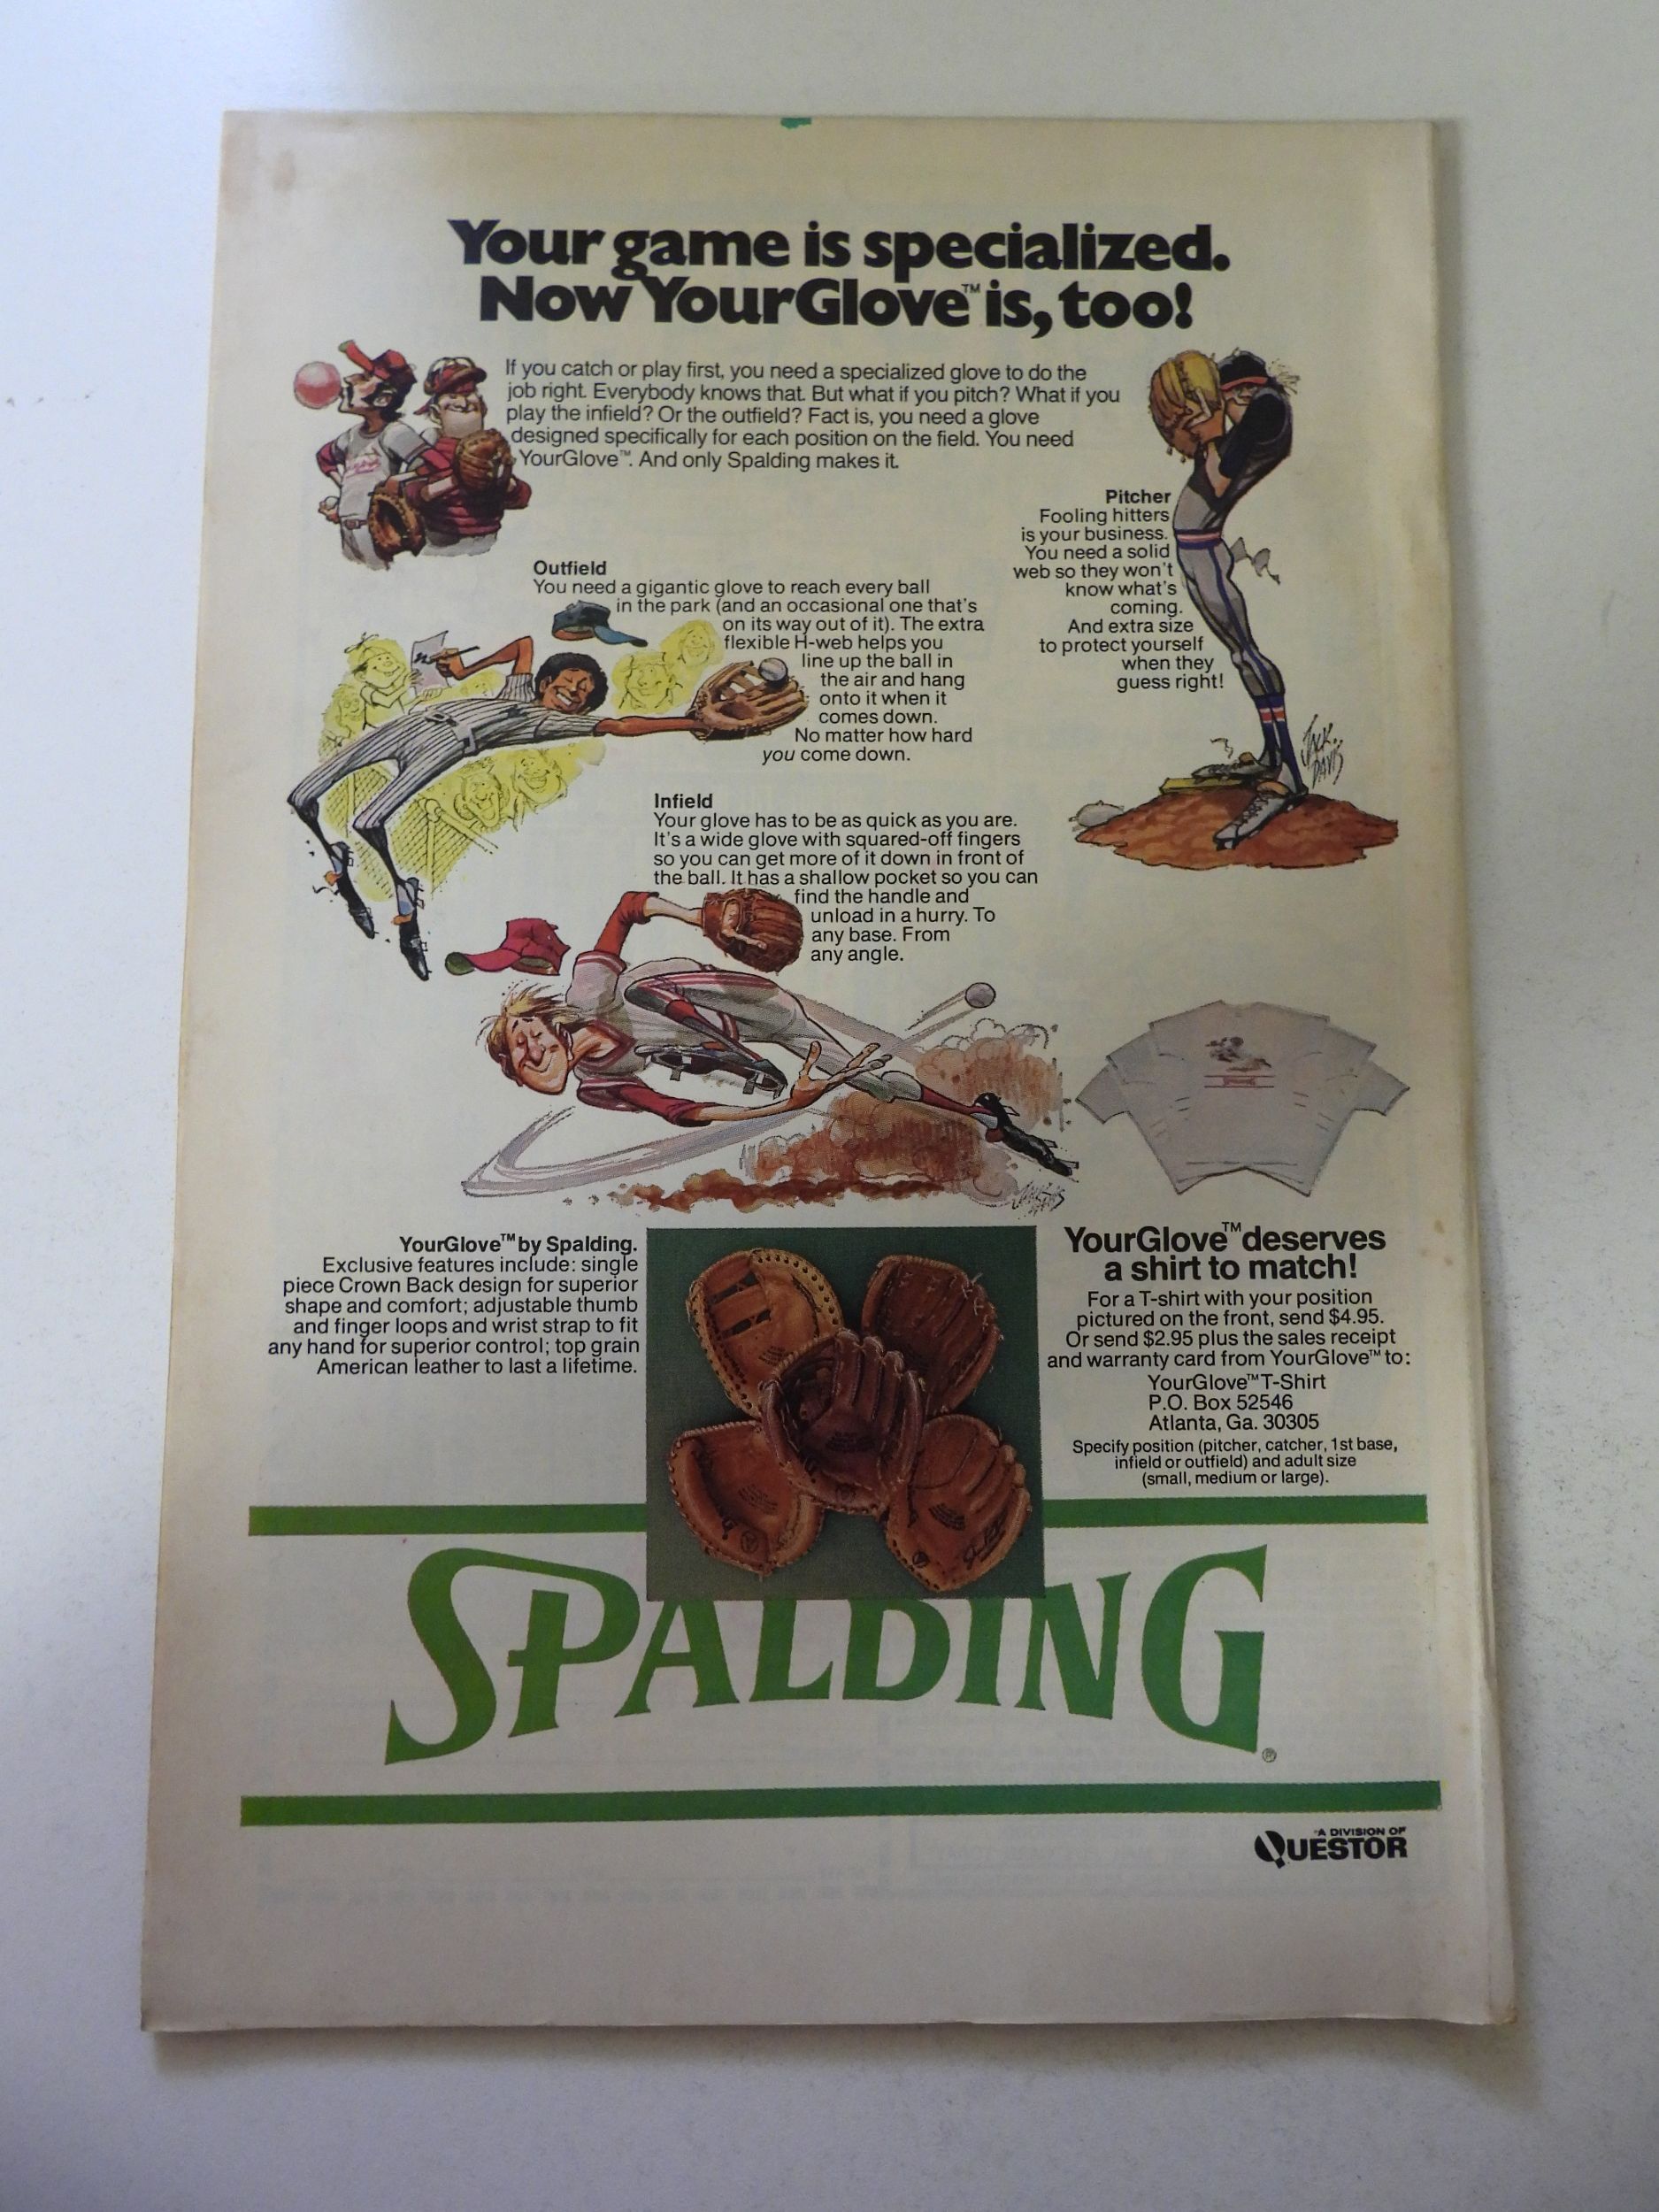 Your game is specialized.
Now YourGlove™ is, too!
If you catch or play first, you need a specialized glove to do the
job right. Everybody knows that. But what if you pitch? What if you
play the infield? Or the outfield? Fact is, you need a glove
designed specifically for each position on the field. You need
YourGlove™. And only Spalding makes it.
Pitcher
Fooling hitters
is your business.
You need a solid
web so they won't
know what's
coming.
And extra size
to protect yourself
when they
guess right!
JACK
DAVIS
Outfield
You need a gigantic glove to reach every ball
in the park (and an occasional one that's
on its way out of it). The extra
flexible H-web helps you
line up the ball in
the air and hang
onto it when it
comes down.
No matter how hard
you come down.
Infield
Your glove has to be as quick as you are.
It's a wide glove with squared-off fingers
so you can get more of it down in front of
the ball. It has a shallow pocket so you can
find the handle and
unload in a hurry. To
any base. From
any angle.
SPALDING
YourGlove™ by Spalding.
Exclusive features include: single
piece Crown Back design for superior
shape and comfort; adjustable thumb
and finger loops and wrist strap to fit
any hand for superior control; top grain
American leather to last a lifetime.
YourGlove™ deserves
a shirt to match!
For a T-shirt with your position
pictured on the front, send $4.95.
Or send $2.95 plus the sales receipt
and warranty card from YourGlove™ to:
YourGlove™ T-Shirt
P.O. Box 52546
Atlanta, Ga. 30305
Specify position (pitcher, catcher, 1st base,
infield or outfield) and adult size
(small, medium or large).
SPALDING®
A DIVISION OF
QUESTOR